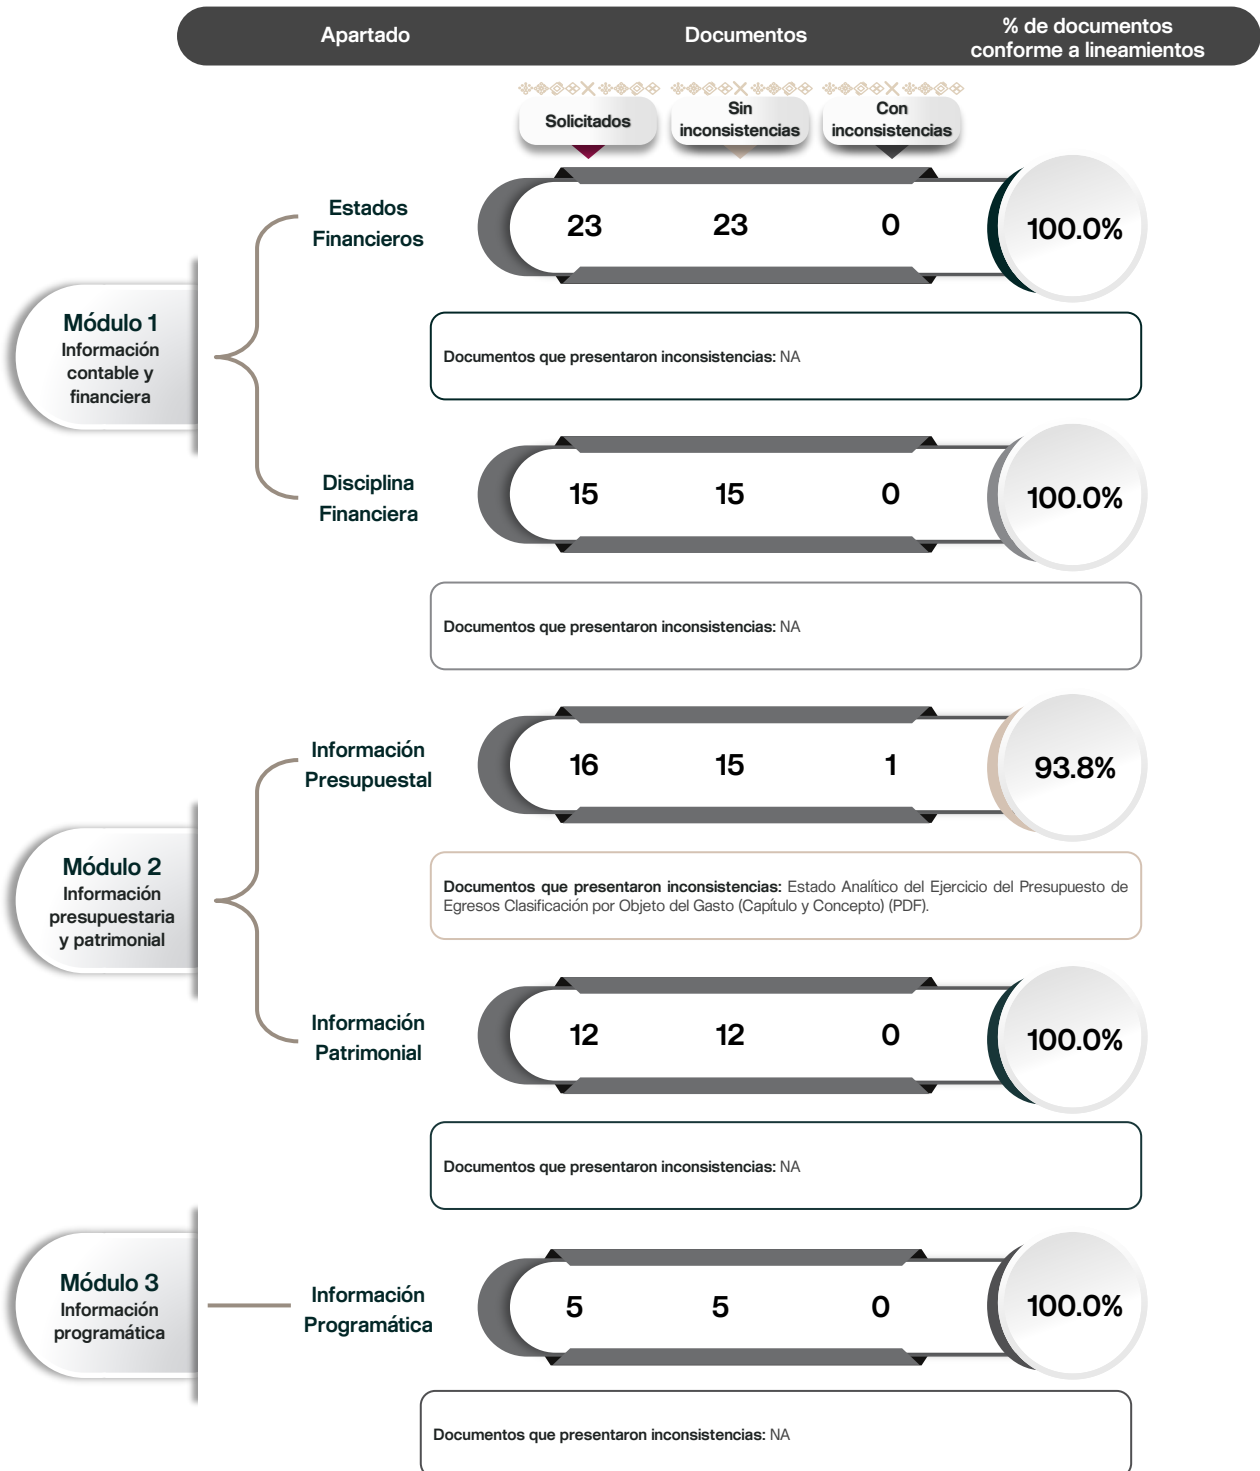 Apartado
Documentos
% de documentos
conforme a lineamientos
Solicitados
Sin
inconsistencias
Con
inconsistencias
Módulo 1
Información
contable y
financiera
Estados
Financieros
23
23
0
100.0%
Documentos que presentaron inconsistencias: NA
Disciplina
Financiera
15
15
0
100.0%
Documentos que presentaron inconsistencias: NA
Módulo 2
Información
presupuestaria
y patrimonial
Información
Presupuestal
16
15
1
93.8%
Documentos que presentaron inconsistencias: Estado Analítico del Ejercicio del Presupuesto de
Egresos Clasificación por Objeto del Gasto (Capítulo y Concepto) (PDF).
Información
Patrimonial
12
12
0
100.0%
Documentos que presentaron inconsistencias: NA
Módulo 3
Información
programática
Información
Programática
5
5
0
100.0%
Documentos que presentaron inconsistencias: NA